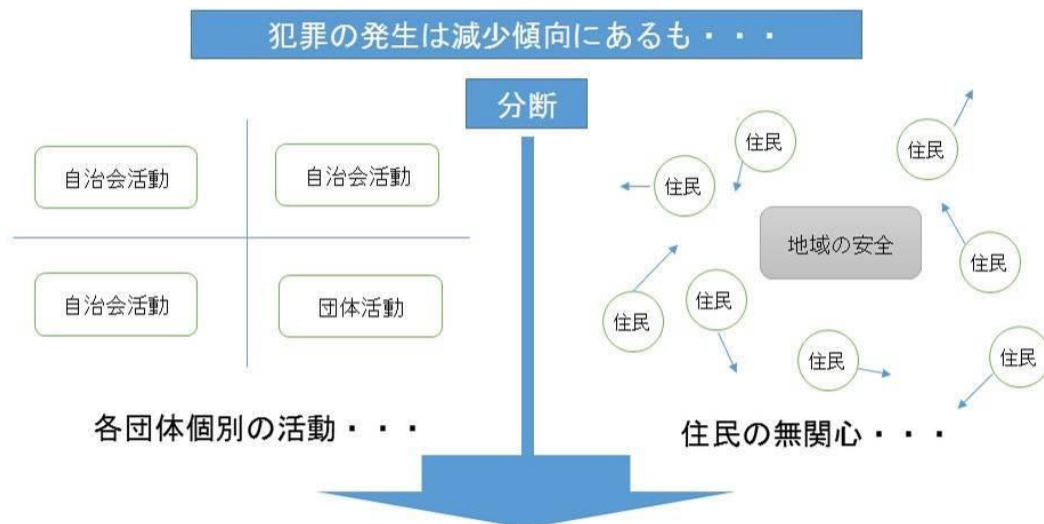 犯罪の発生は減少傾向にあるも・・・
分断
自治会活動
自治会活動
自治会活動
団体活動
各団体個別の活動・・・
住民
住民
住民
住民
住民
住民
住民
住民
地域の安全
住民の無関心・・・